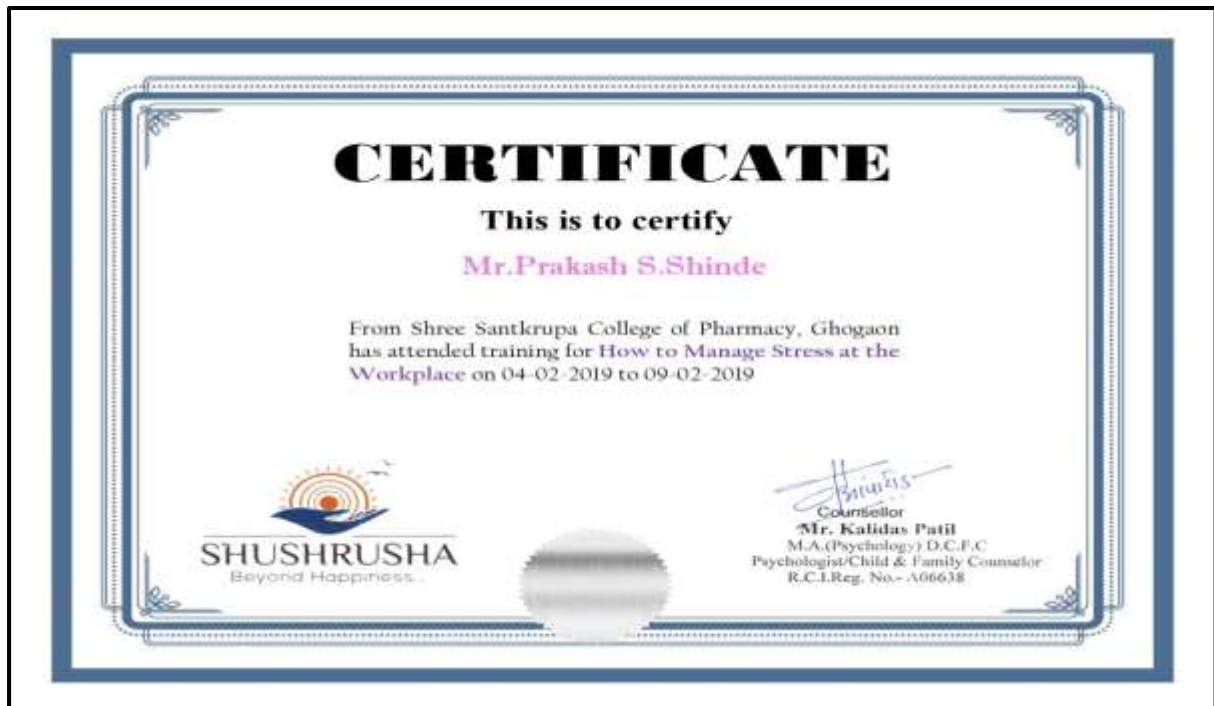 CERTIFICATE
This is to certify
Mr.Prakash S.Shinde
From Shree Santkrupa College of Pharmacy, Ghogaon
has attended training for How to Manage Stress at the
Workplace on 04-02-2019 to 09-02-2019
SHUSHRUSHA
Beyond Happiness...
Counsellor
Mr. Kalidas Patil
M.A.(Psychology) D.C.F.C
Psychologist/Child & Family Counselor
R.C.I.Reg. No.- A06638